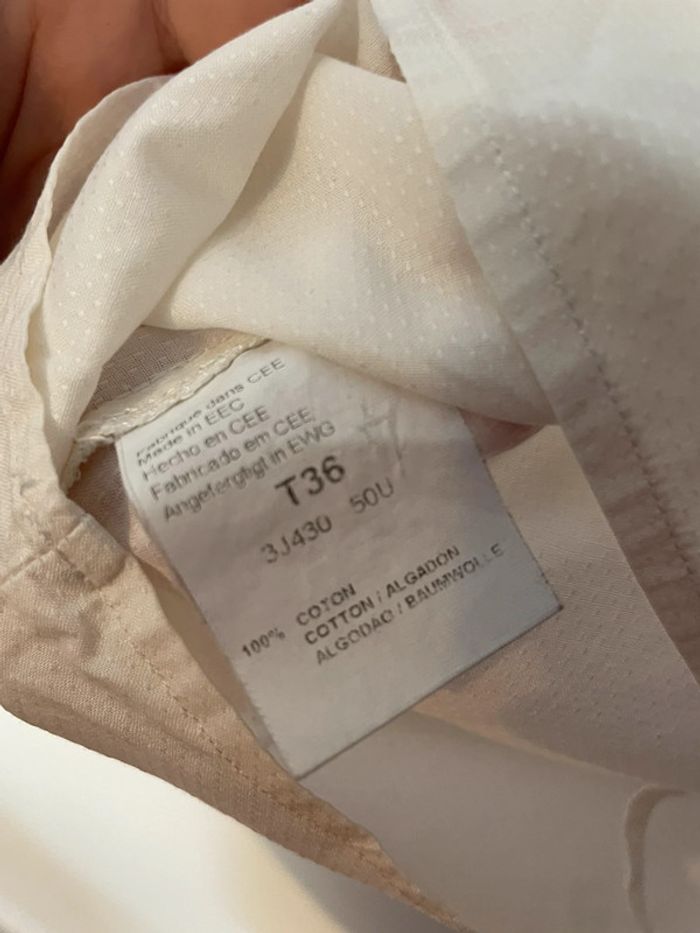 Fabriqué dans CEE
Made in EEC
Hecho en CEE
Fabricado em CEE
Angefergtigt in EWG
T36
3J430 50U
100% COTON
COTTON / ALGADON
ALGODAO / BAUMWOLLE